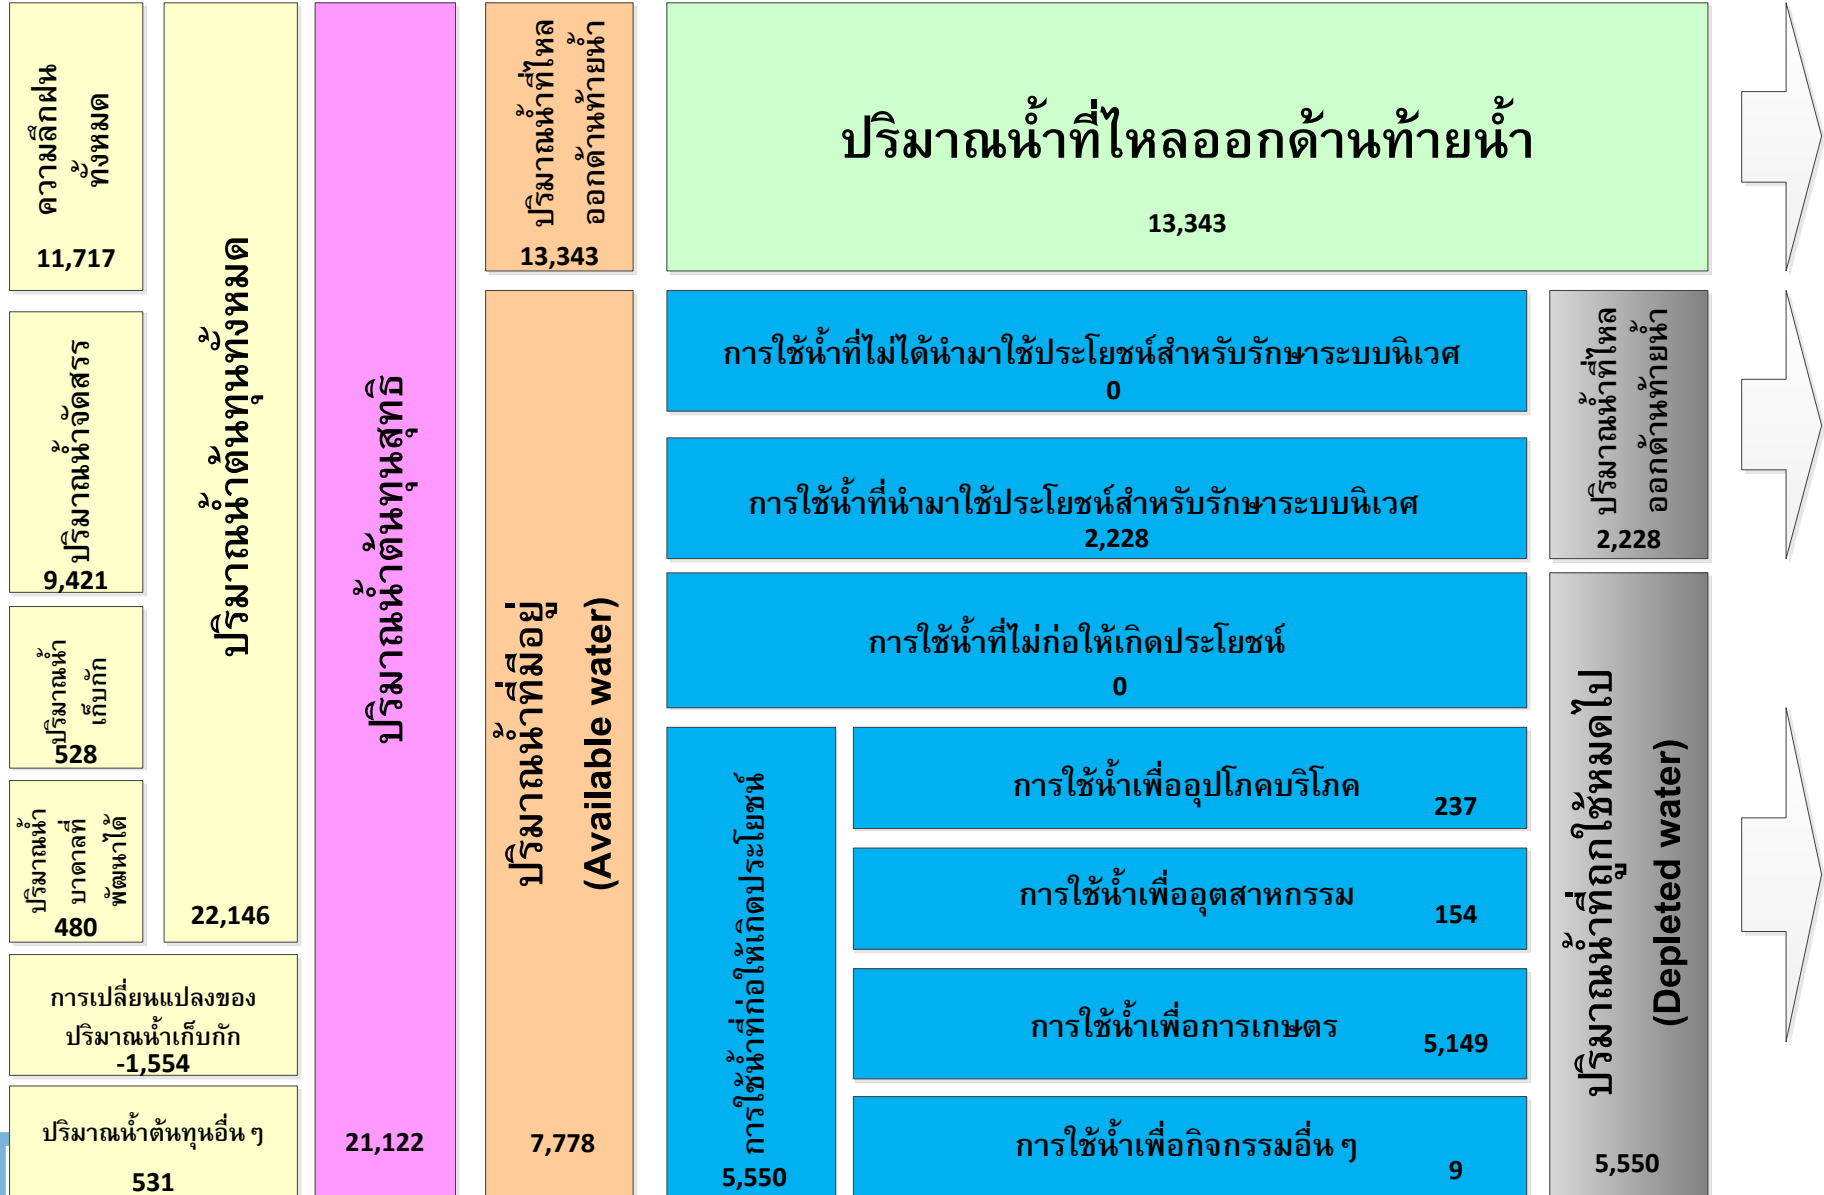 ความลึกฝน
ทั้งหมด
11,717
ปริมาณน้ำจัดสรร
9,421
ปริมาณน้ำ
เก็บกัก
528
ปริมาณน้ำ
บาดาลที่
พัฒนาได้
480
ปริมาณน้ำต้นทุนทั้งหมด
22,146
การเปลี่ยนแปลงของ
ปริมาณน้ำเก็บกัก
-1,554
ปริมาณน้ำต้นทุนอื่น ๆ
531
ปริมาณน้ำต้นทุนสุทธิ
21,122
ปริมาณน้ำที่ไหล
ออกด้านท้ายน้ำ
13,343
ปริมาณน้ำที่มีอยู่
(Available water)
7,778
ปริมาณน้ำที่ไหลออกด้านท้ายน้ำ
13,343
การใช้น้ำที่ไม่ได้นำมาใช้ประโยชน์สำหรับรักษาระบบนิเวศ
0
การใช้น้ำที่นำมาใช้ประโยชน์สำหรับรักษาระบบนิเวศ
2,228
การใช้น้ำที่ไม่ก่อให้เกิดประโยชน์
0
การใช้น้ำที่ก่อให้เกิดประโยชน์
5,550
การใช้น้ำเพื่ออุปโภคบริโภค
237
การใช้น้ำเพื่ออุตสาหกรรม
154
การใช้น้ำเพื่อการเกษตร
5,149
การใช้น้ำเพื่อกิจกรรมอื่น ๆ
9
ปริมาณน้ำที่ไหล
ออกด้านท้ายน้ำ
2,228
ปริมาณน้ำที่ถูกใช้หมดไป
(Depleted water)
5,550